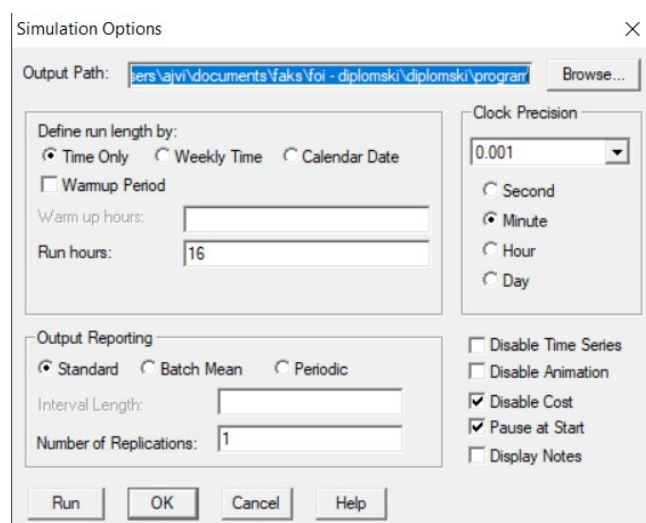 Simulation Options
Output Path: sers\ajvi\documents\faks\foi - diplomski\diplomski\program Browse...
Define run length by:
Time Only Weekly Time Calendar Date
Warmup Period
Warm up hours:
Run hours: 16
Clock Precision
0.001
Second
Minute
Hour
Day
Output Reporting
Standard Batch Mean Periodic
Interval Length:
Number of Replications: 1
Disable Time Series
Disable Animation
Disable Cost
Pause at Start
Display Notes
Run OK Cancel Help